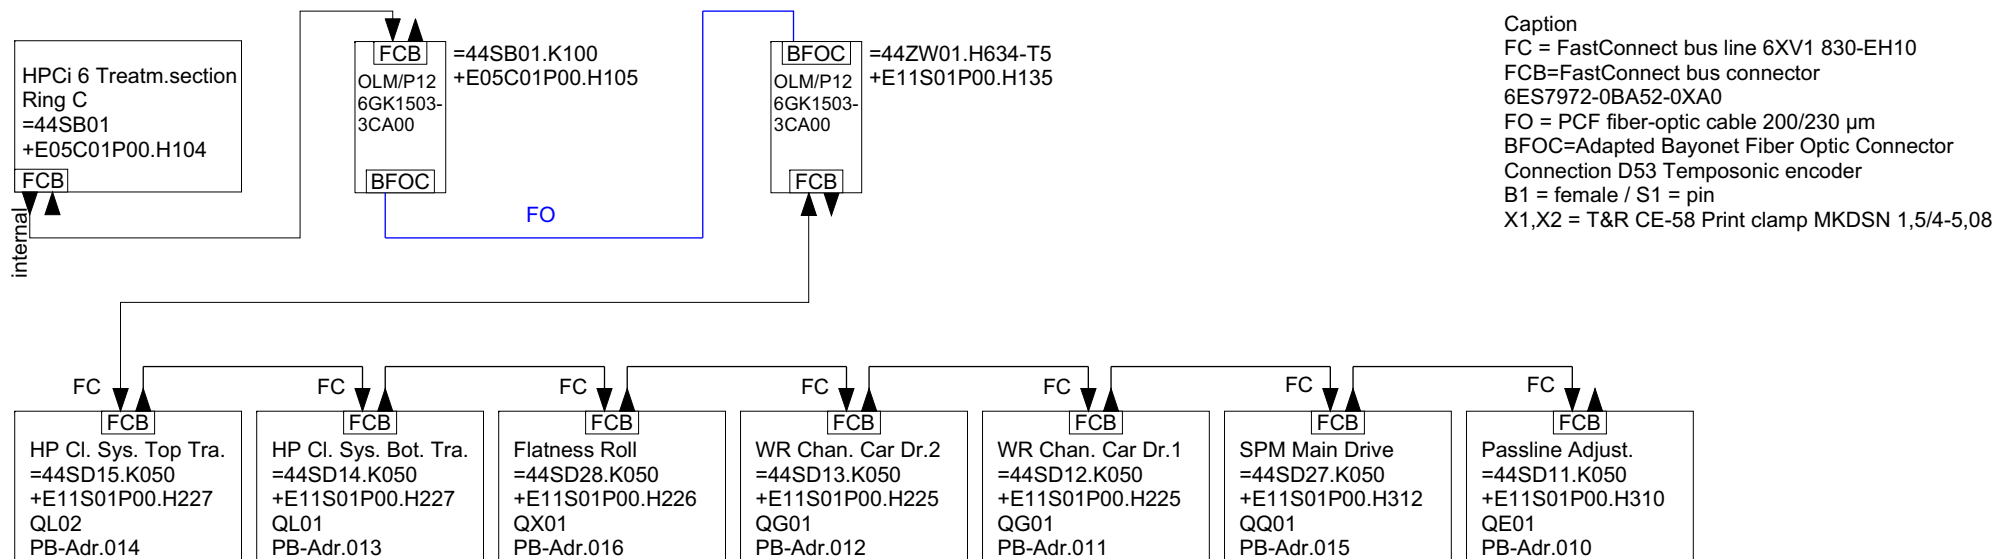 HPCi 6 Treatm.section
Ring C
=44SB01
+E05C01P00.H104
FCB
internal
FCB
OLM/P12
6GK1503-
3CA00
BFOC
=44SB01.K100
+E05C01P00.H105
FO
BFOC
OLM/P12
6GK1503-
3CA00
FCB
=44ZW01.H634-T5
+E11S01P00.H135
Caption
FC = FastConnect bus line 6XV1 830-EH10
FCB=FastConnect bus connector
6ES7972-0BA52-0XA0
FO = PCF fiber-optic cable 200/230 µm
BFOC=Adapted Bayonet Fiber Optic Connector
Connection D53 Temposonic encoder
B1 = female / S1 = pin
X1,X2 = T&R CE-58 Print clamp MKDSN 1,5/4-5,08
FC
FCB
HP Cl. Sys. Top Tra.
=44SD15.K050
+E11S01P00.H227
QL02
PB-Adr.014
FC
FCB
HP Cl. Sys. Bot. Tra.
=44SD14.K050
+E11S01P00.H227
QL01
PB-Adr.013
FC
FCB
Flatness Roll
=44SD28.K050
+E11S01P00.H226
QX01
PB-Adr.016
FC
FCB
WR Chan. Car Dr.2
=44SD13.K050
+E11S01P00.H225
QG01
PB-Adr.012
FC
FCB
WR Chan. Car Dr.1
=44SD12.K050
+E11S01P00.H225
QG01
PB-Adr.011
FC
FCB
SPM Main Drive
=44SD27.K050
+E11S01P00.H312
QQ01
PB-Adr.015
FC
FCB
Passline Adjust.
=44SD11.K050
+E11S01P00.H310
QE01
PB-Adr.010